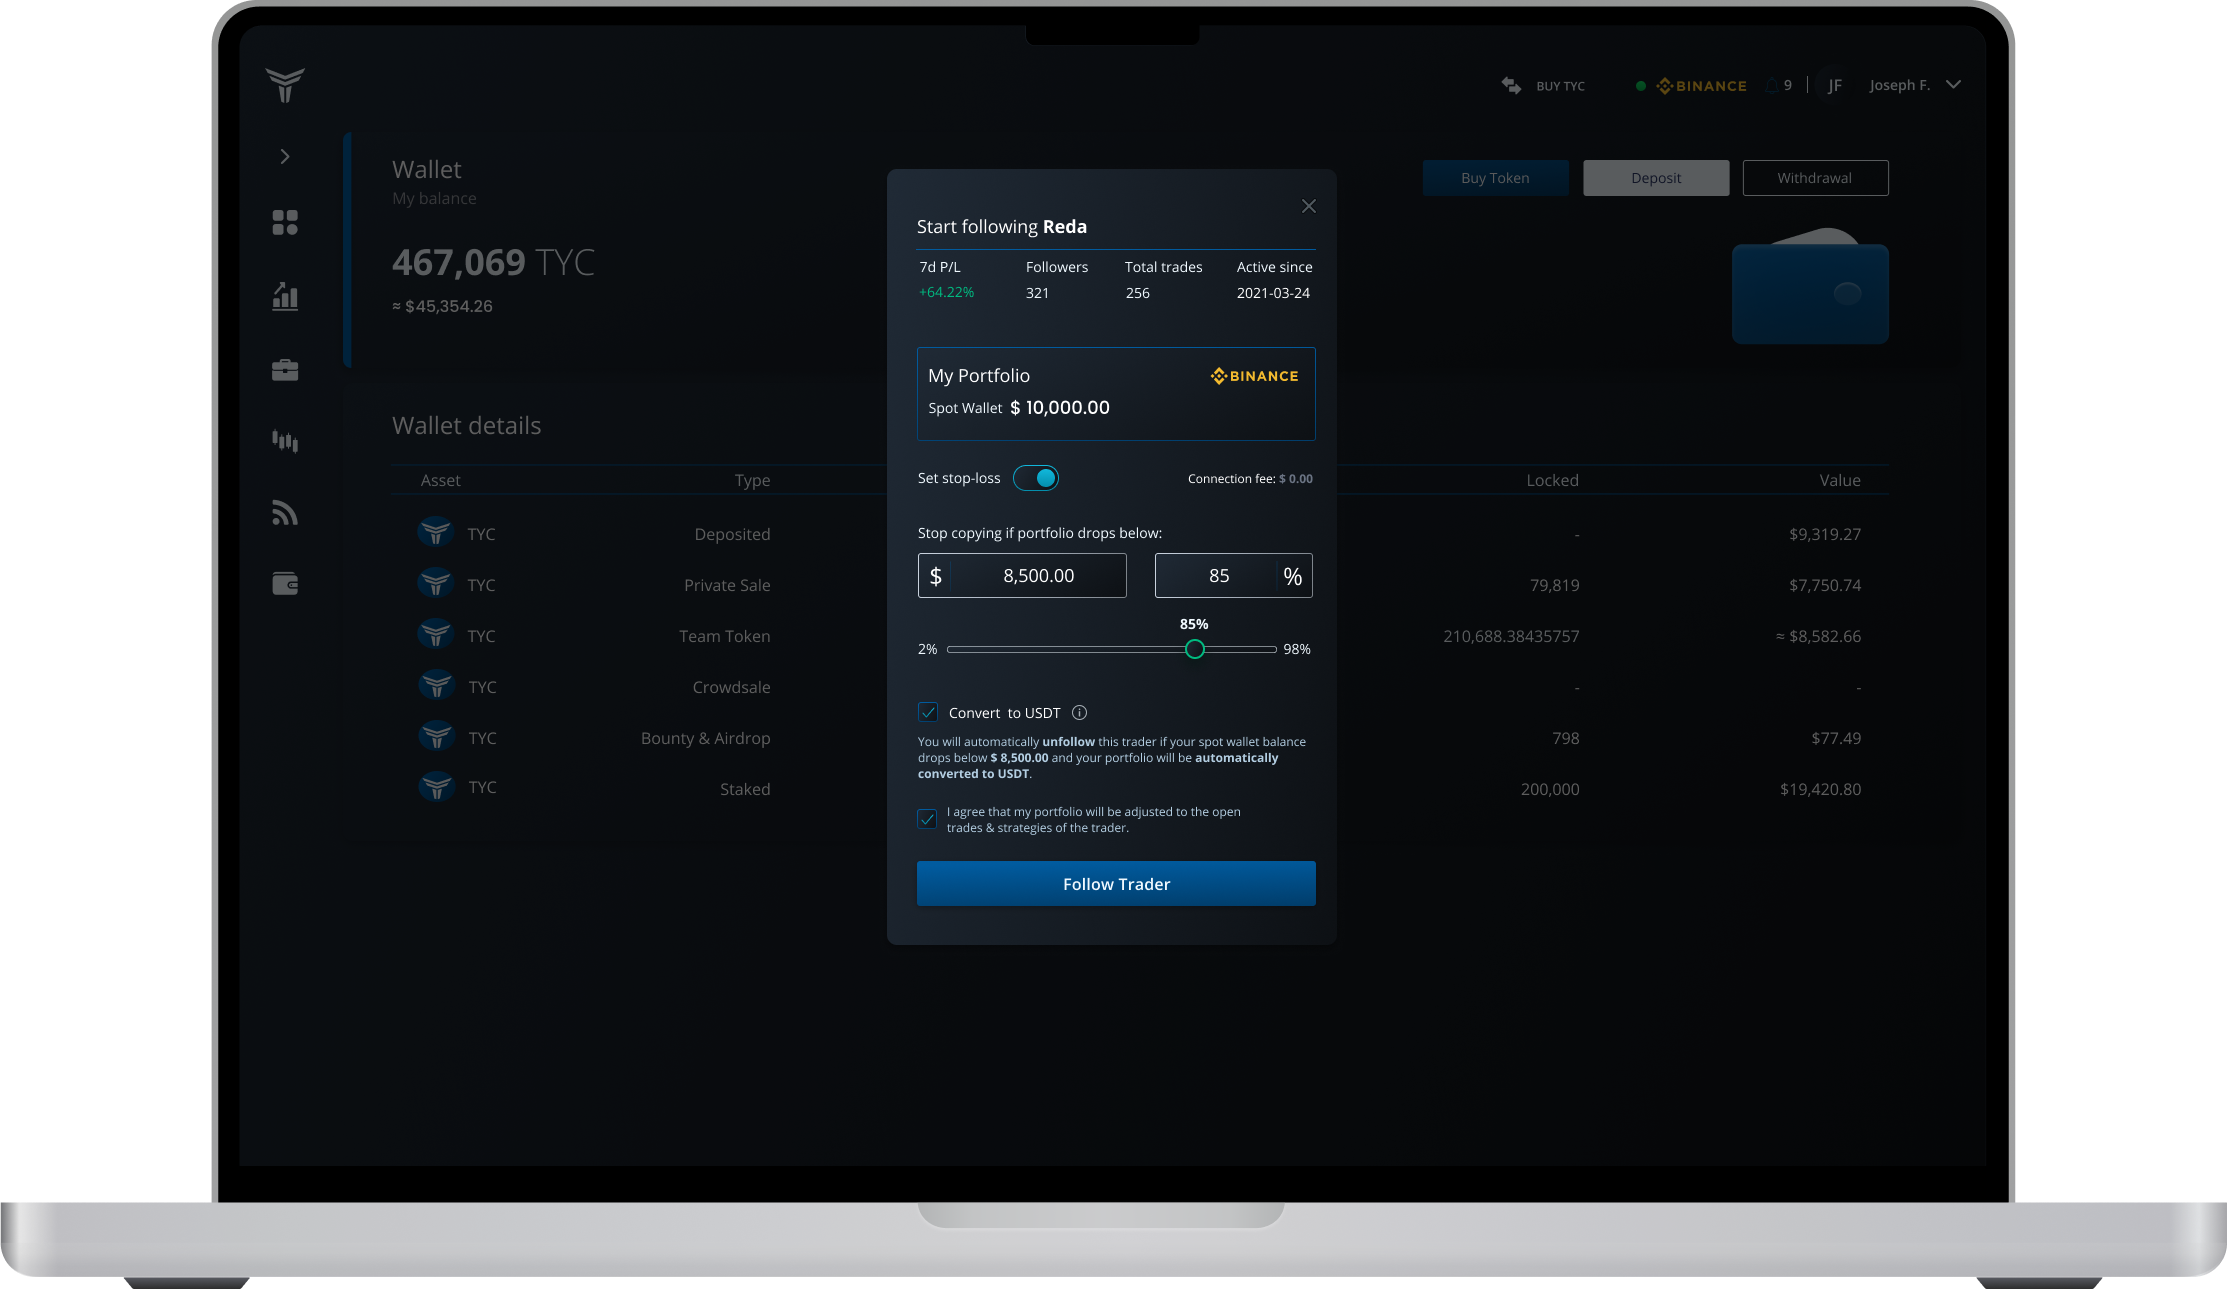 BUY TYC
BINANCE
9
JF
Joseph F.
Wallet
My balance
467,069 TYC
≈ $45,354.26
Buy Token
Deposit
Withdrawal
Wallet details
Asset Type Locked Value
TYC Deposited - $9,319.27
TYC Private Sale 79,819 $7,750.74
TYC Team Token 210,688.38435757 ≈ $8,582.66
TYC Crowdsale - -
TYC Bounty & Airdrop 798 $77.49
TYC Staked 200,000 $19,420.80
Start following Reda
7d P/L Followers Total trades Active since
+64.22% 321 256 2021-03-24
My Portfolio BINANCE
Spot Wallet $ 10,000.00
Set stop-loss Connection fee: $ 0.00
Stop copying if portfolio drops below:
$ 8,500.00 85 %
85%
2% 98%
Convert to USDT
You will automatically unfollow this trader if your spot wallet balance
drops below $ 8,500.00 and your portfolio will be automatically
converted to USDT.
I agree that my portfolio will be adjusted to the open
trades & strategies of the trader.
Follow Trader